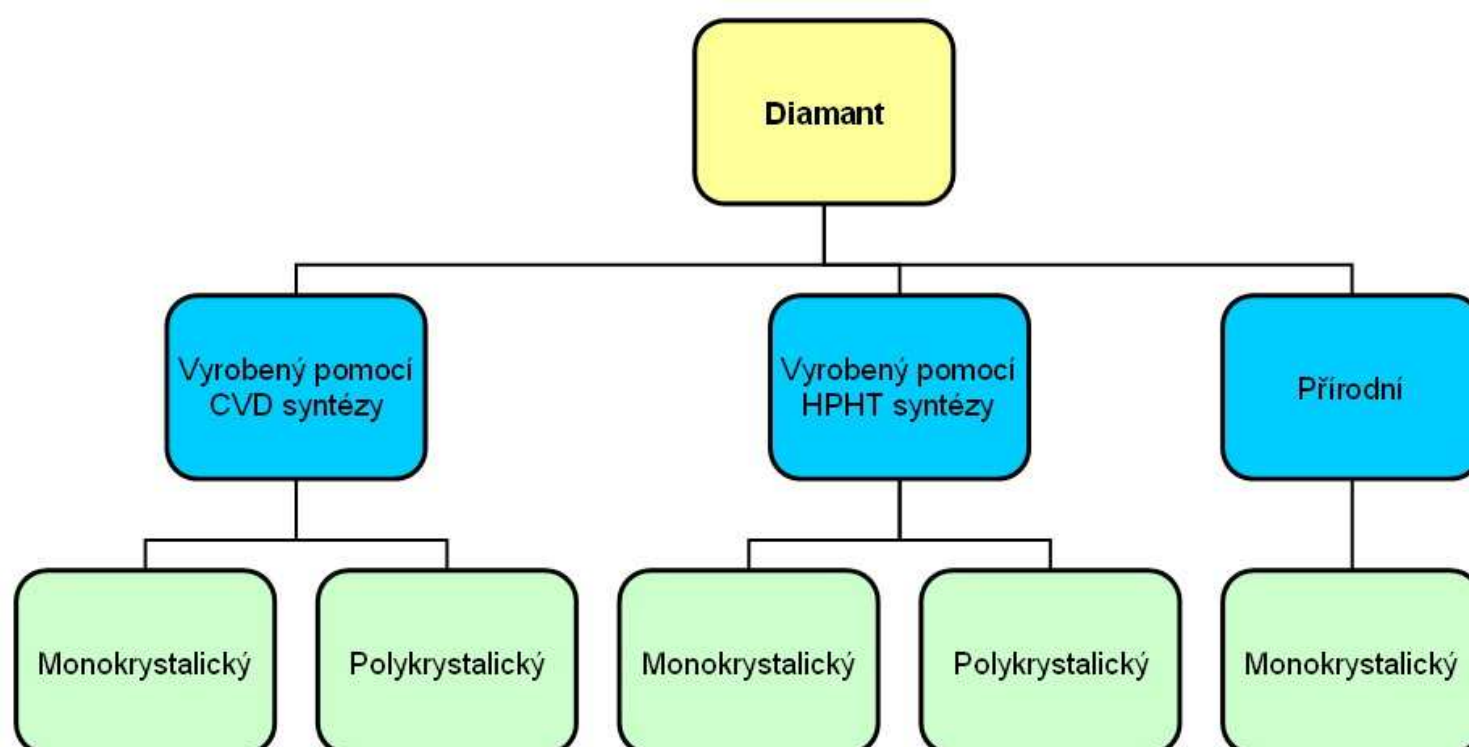 Diamant
Vyrobený pomocí
CVD syntézy
Vyrobený pomocí
HPHT syntézy
Přírodní
Monokrystalický
Polykrystalický
Monokrystalický
Polykrystalický
Monokrystalický